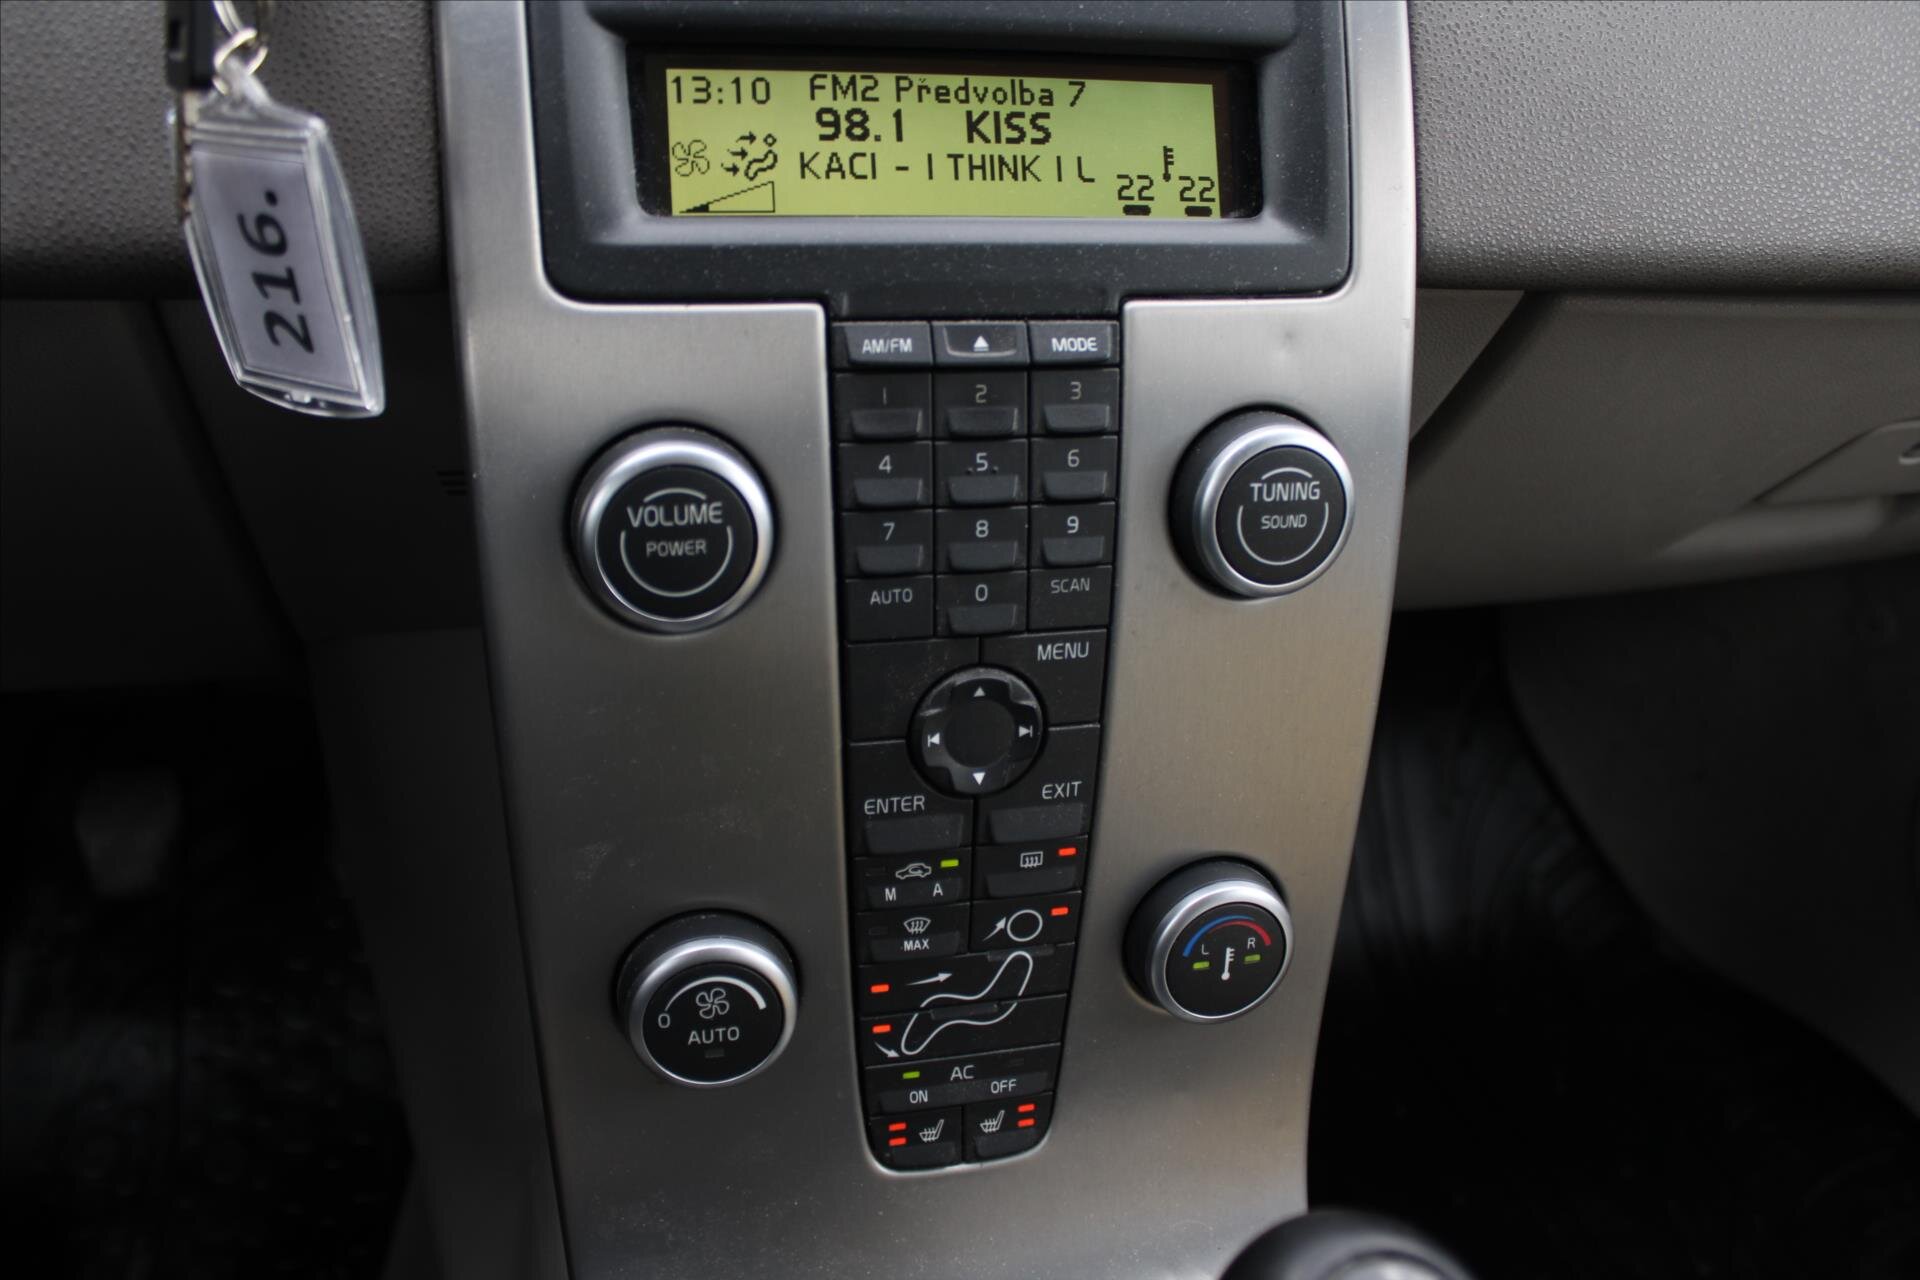 13:10 FM2 Předvolba 7
98.1 KISS
KACI - I THINK I L
22 22
216.
AM/FM MODE
1 2 3
4 5 6
7 8 9
AUTO 0 SCAN
VOLUME
POWER
TUNING
SOUND
MENU
ENTER EXIT
M A
MAX
L R
0
AUTO
AC
ON OFF